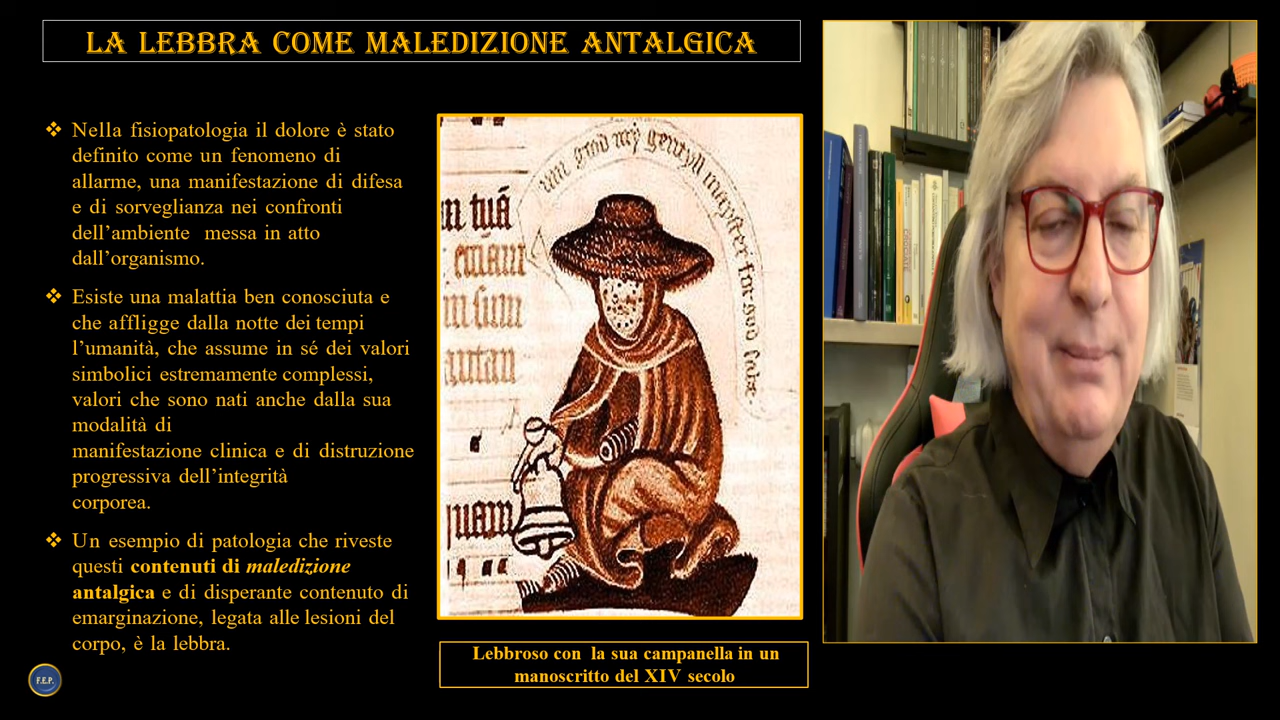 LA LEBBRA COME MALEDIZIONE ANTALGICA
❖ Nella fisiopatologia il dolore è stato
definito come un fenomeno di
allarme, una manifestazione di difesa
e di sorveglianza nei confronti
dell’ambiente messa in atto
dall’organismo.
❖ Esiste una malattia ben conosciuta e
che affligge dalla notte dei tempi
l’umanità, che assume in sé dei valori
simbolici estremamente complessi,
valori che sono nati anche dalla sua
modalità di
manifestazione clinica e di distruzione
progressiva dell’integrità
corporea.
❖ Un esempio di patologia che riveste
questi contenuti di maledizione
antalgica e di disperante contenuto di
emarginazione, legata alle lesioni del
corpo, è la lebbra.
F.E.P.
Lebbroso con la sua campanella in un
manoscritto del XIV secolo